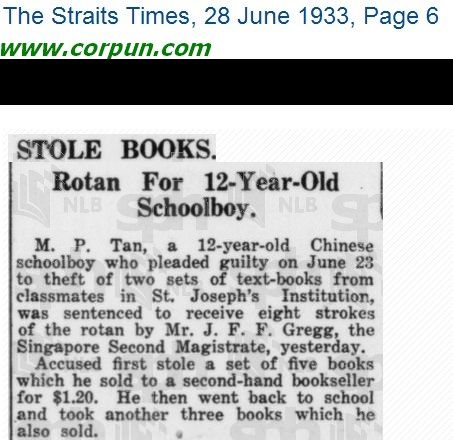 The Straits Times, 28 June 1933, Page 6
www.corpun.com
STOLE BOOKS.
Rotan For 12-Year-Old
Schoolboy.
M. P. Tan, a 12-year-old Chinese
schoolboy who pleaded guilty on June 23
to theft of two sets of text-books from
classmates in St. Joseph's Institution,
was sentenced to receive eight strokes
of the rotan by Mr. J. F. F. Gregg, the
Singapore Second Magistrate, yesterday.
Accused first stole a set of five books
which he sold to a second-hand bookseller
for $1.20. He then went back to school
and took another three books which he
also sold.
NLB
sph
NLB
sph